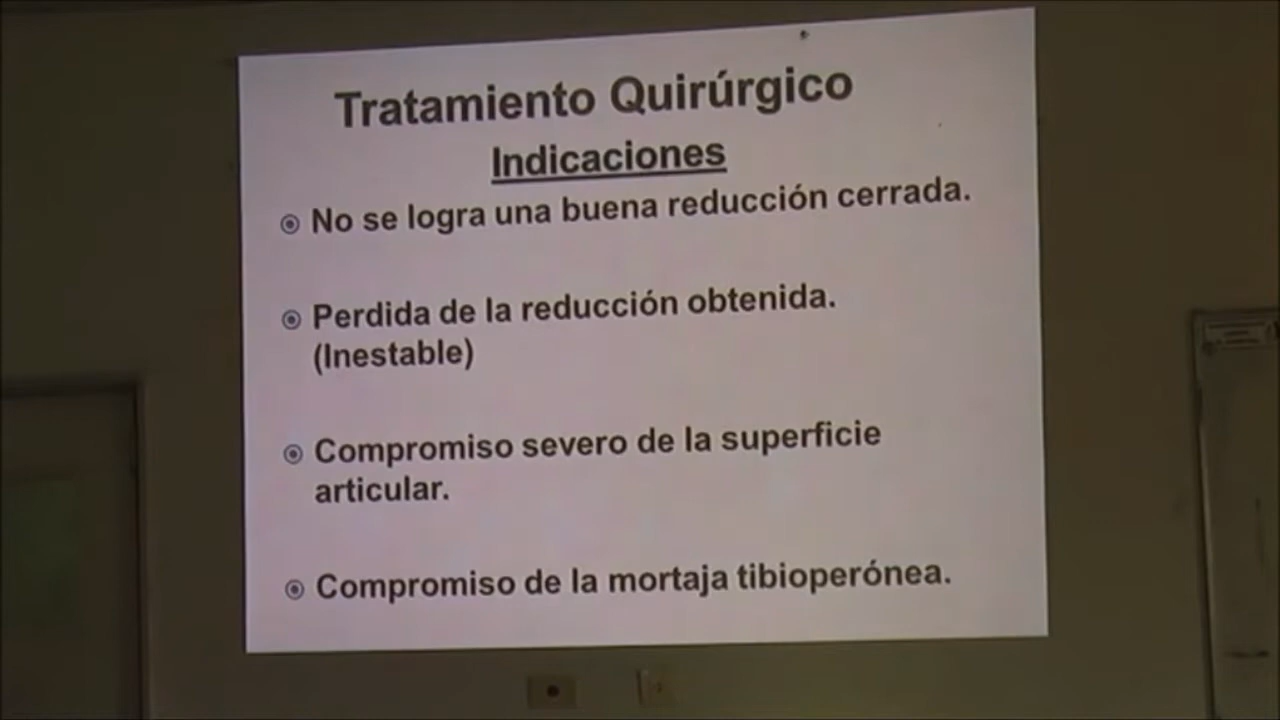 Tratamiento Quirúrgico
Indicaciones
No se logra una buena reducción cerrada.
Perdida de la reducción obtenida.
(Inestable)
Compromiso severo de la superficie
articular.
Compromiso de la mortaja tibioperónea.